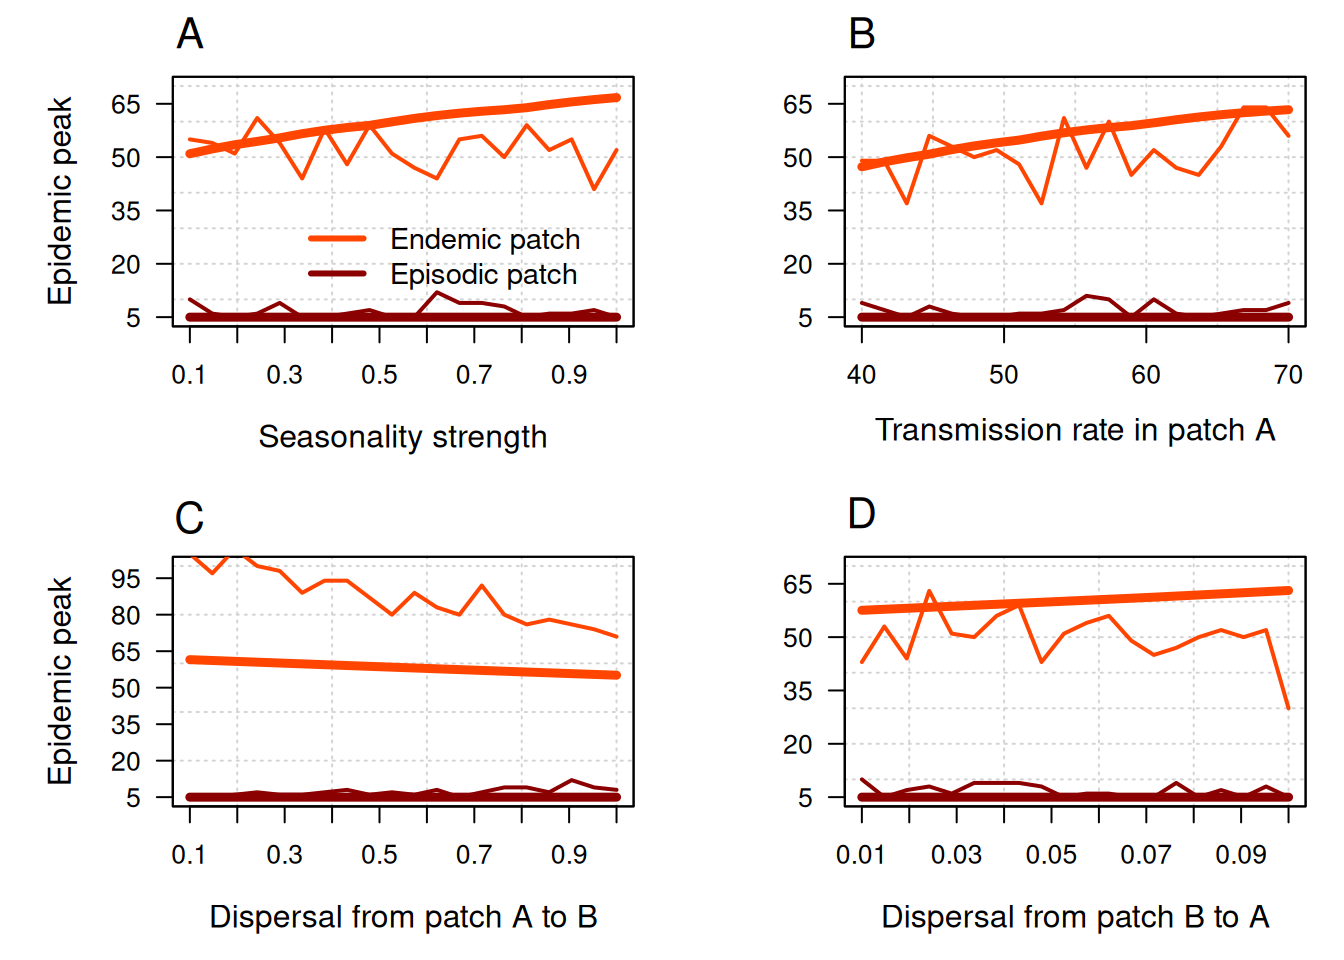 A
Epidemic peak
65
50
35
20
5
Endemic patch
Episodic patch
0.1 0.3 0.5 0.7 0.9
Seasonality strength
B
65
50
35
20
5
40 50 60 70
Transmission rate in patch A
C
Epidemic peak
95
80
65
50
35
20
5
0.1 0.3 0.5 0.7 0.9
Dispersal from patch A to B
D
65
50
35
20
5
0.01 0.03 0.05 0.07 0.09
Dispersal from patch B to A